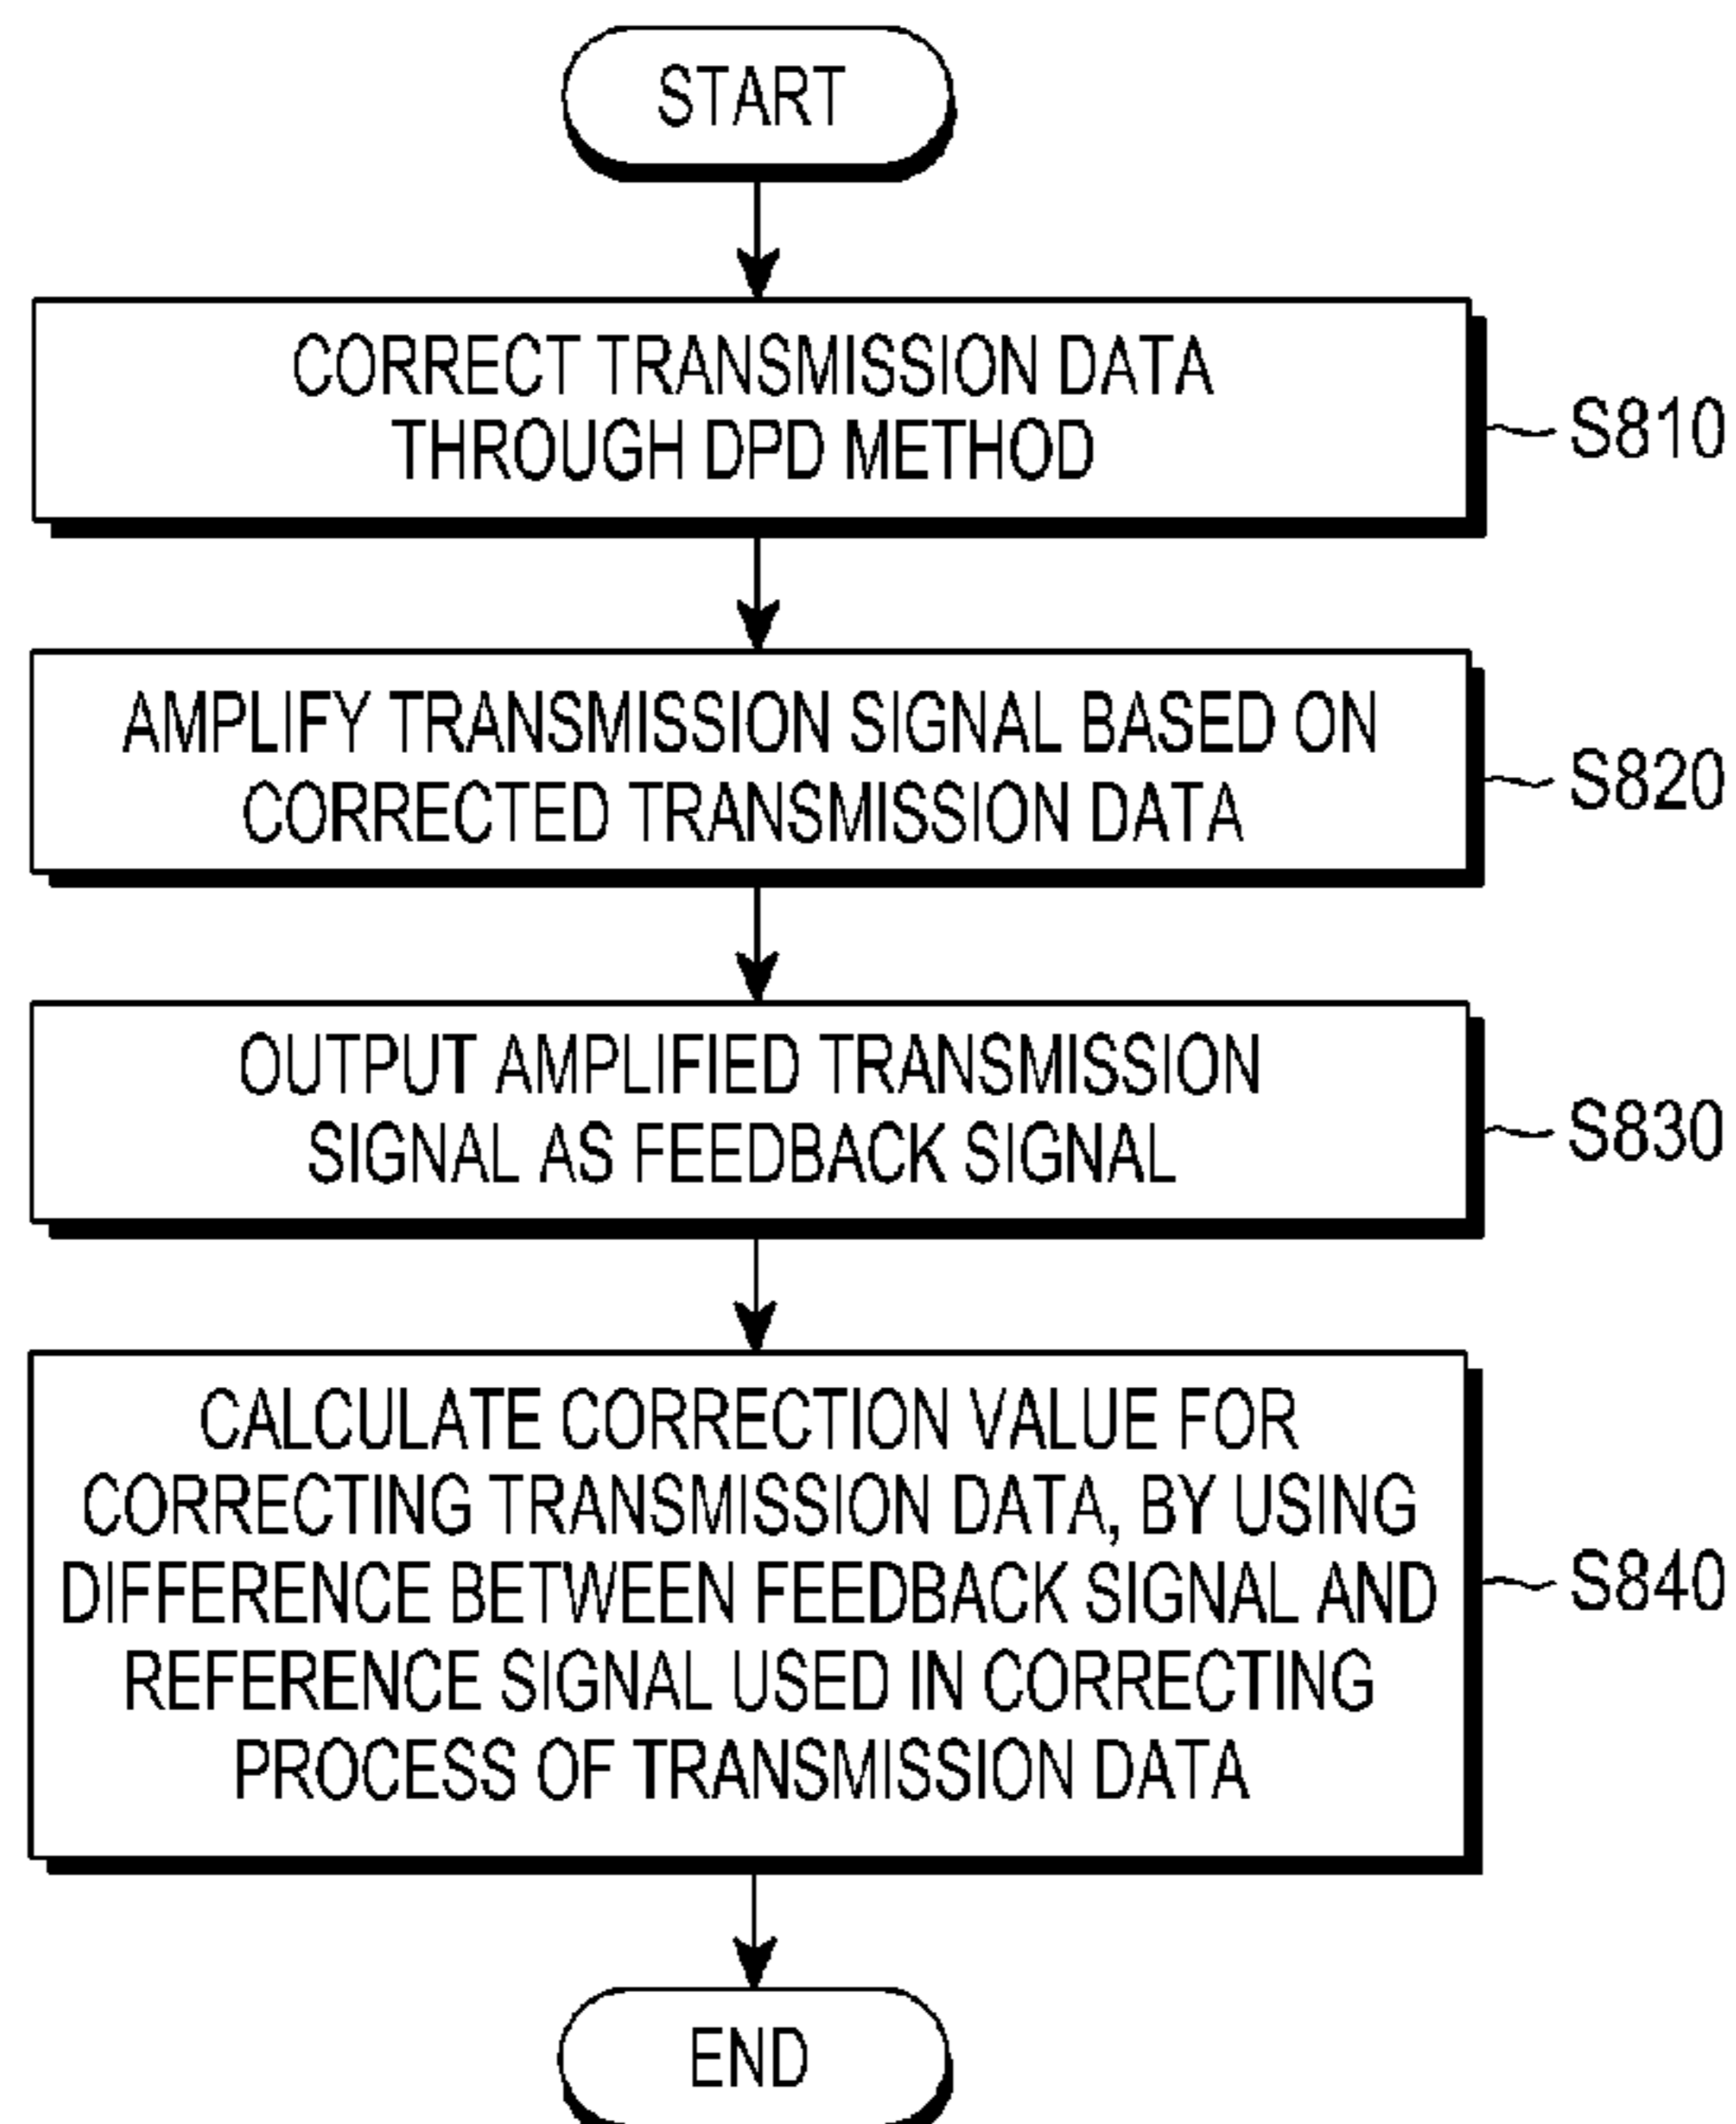 START
CORRECT TRANSMISSION DATA
THROUGH DPD METHOD
S810
AMPLIFY TRANSMISSION SIGNAL BASED ON
CORRECTED TRANSMISSION DATA
S820
OUTPUT AMPLIFIED TRANSMISSION
SIGNAL AS FEEDBACK SIGNAL
S830
CALCULATE CORRECTION VALUE FOR
CORRECTING TRANSMISSION DATA, BY USING
DIFFERENCE BETWEEN FEEDBACK SIGNAL AND
REFERENCE SIGNAL USED IN CORRECTING
PROCESS OF TRANSMISSION DATA
S840
END